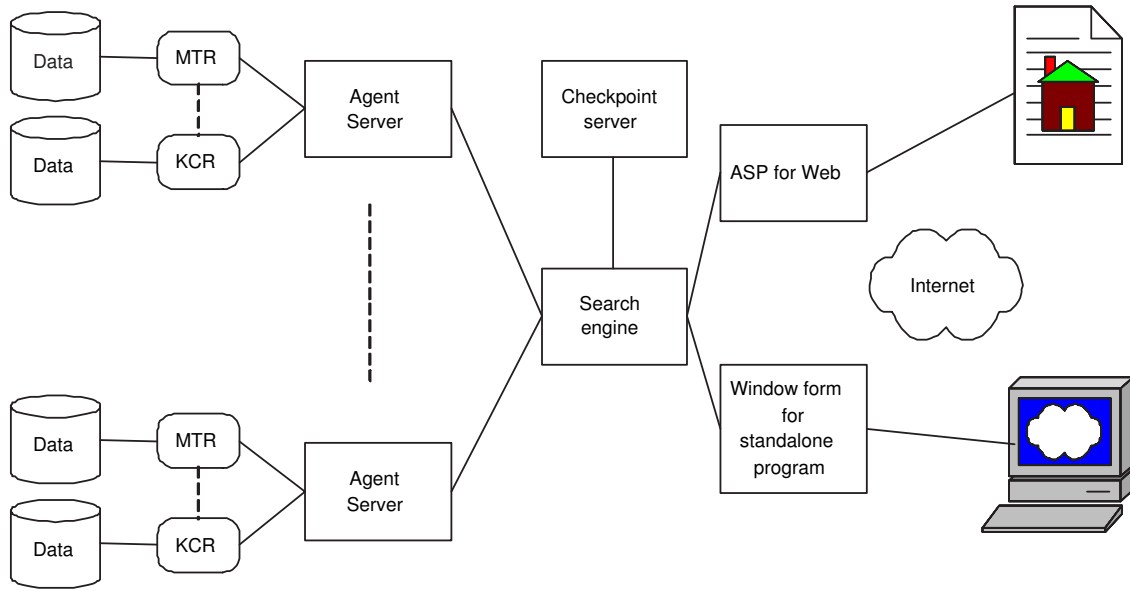 Data
MTR
Data
KCR
Agent
Server
Checkpoint
server
ASP for Web
Internet
Search
engine
Window form
for
standalone
program
Data
MTR
Data
KCR
Agent
Server